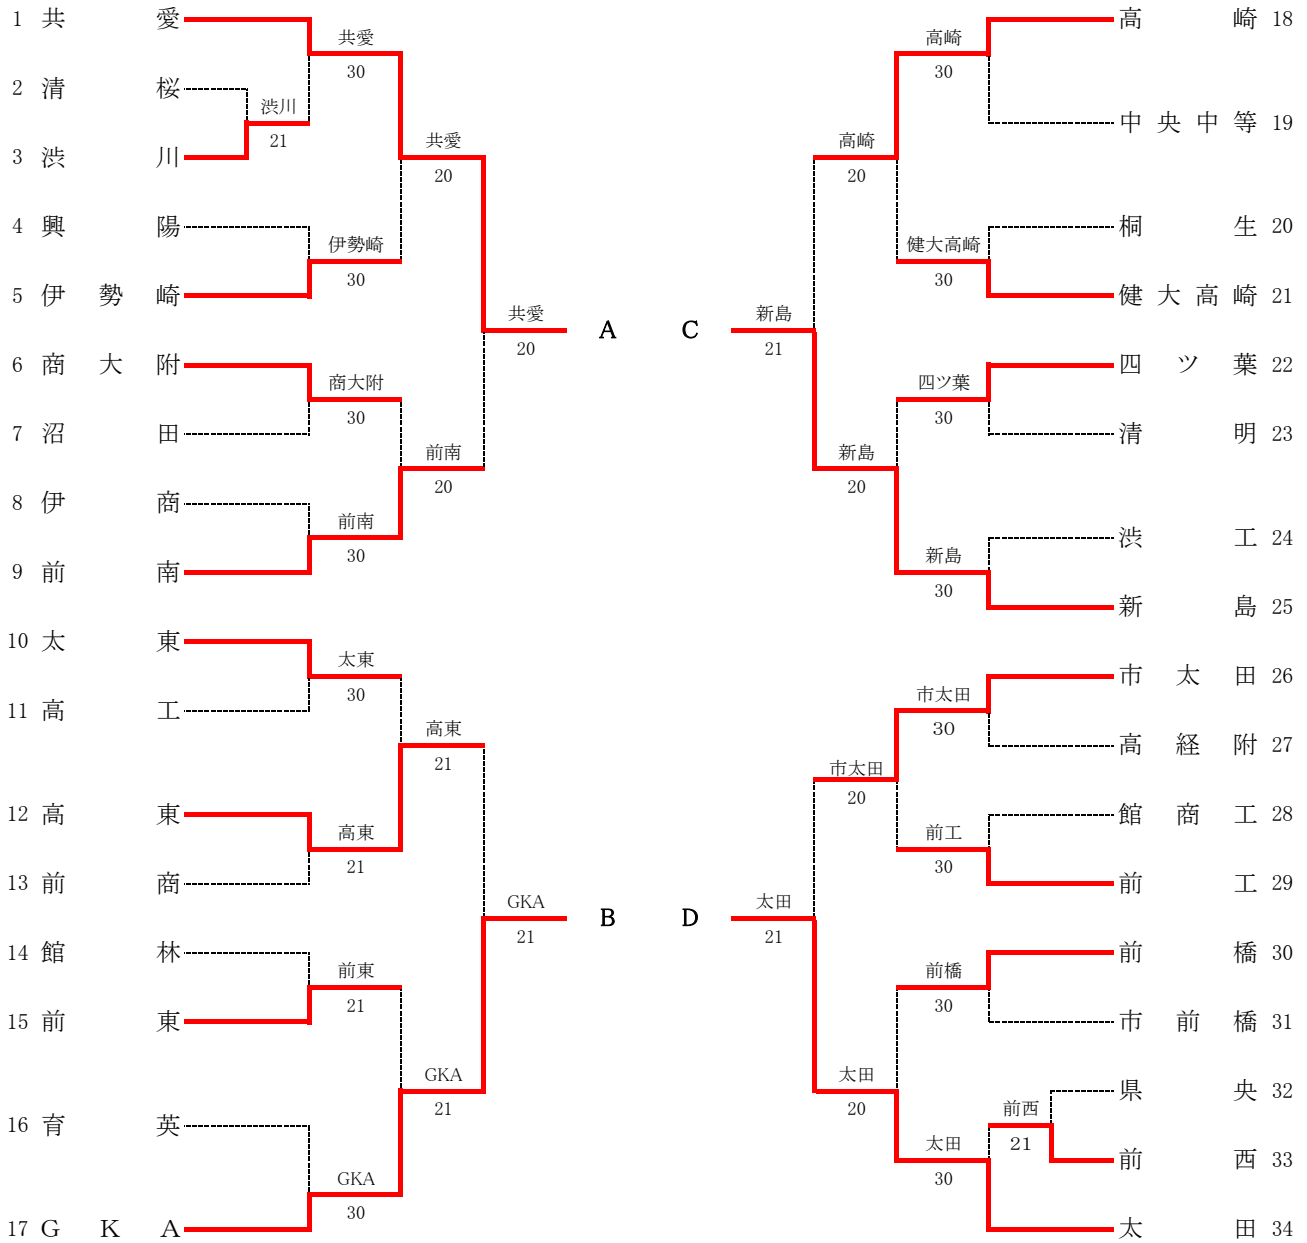 1 共 愛
共愛
30
2 清 桜
渋川
21
3 渋 川
共愛
20
4 興 陽
伊勢崎
30
5 伊 勢 崎
共愛
20
A
6 商 大 附
商大附
30
7 沼 田
前南
20
8 伊 商
前南
30
9 前 南
10 太 東
太東
30
11 高 工
高東
21
12 高 東
高東
21
13 前 商
GKA
21
B
14 館 林
前東
21
15 前 東
GKA
21
16 育 英
GKA
30
17 G K A
高 崎 18
高崎
30
中 央 中 等 19
高崎
20
桐 生 20
健大高崎
30
健 大 高 崎 21
C
新島
21
四 ツ 葉 22
四ツ葉
30
清 明 23
新島
20
渋 工 24
新島
30
新 島 25
市 太 田 26
市太田
30
高 経 附 27
市太田
20
館 商 工 28
前工
30
前 工 29
D
太田
21
前 橋 30
前橋
30
市 前 橋 31
太田
20
県 央 32
前西
21
前 西 33
太田
30
太 田 34